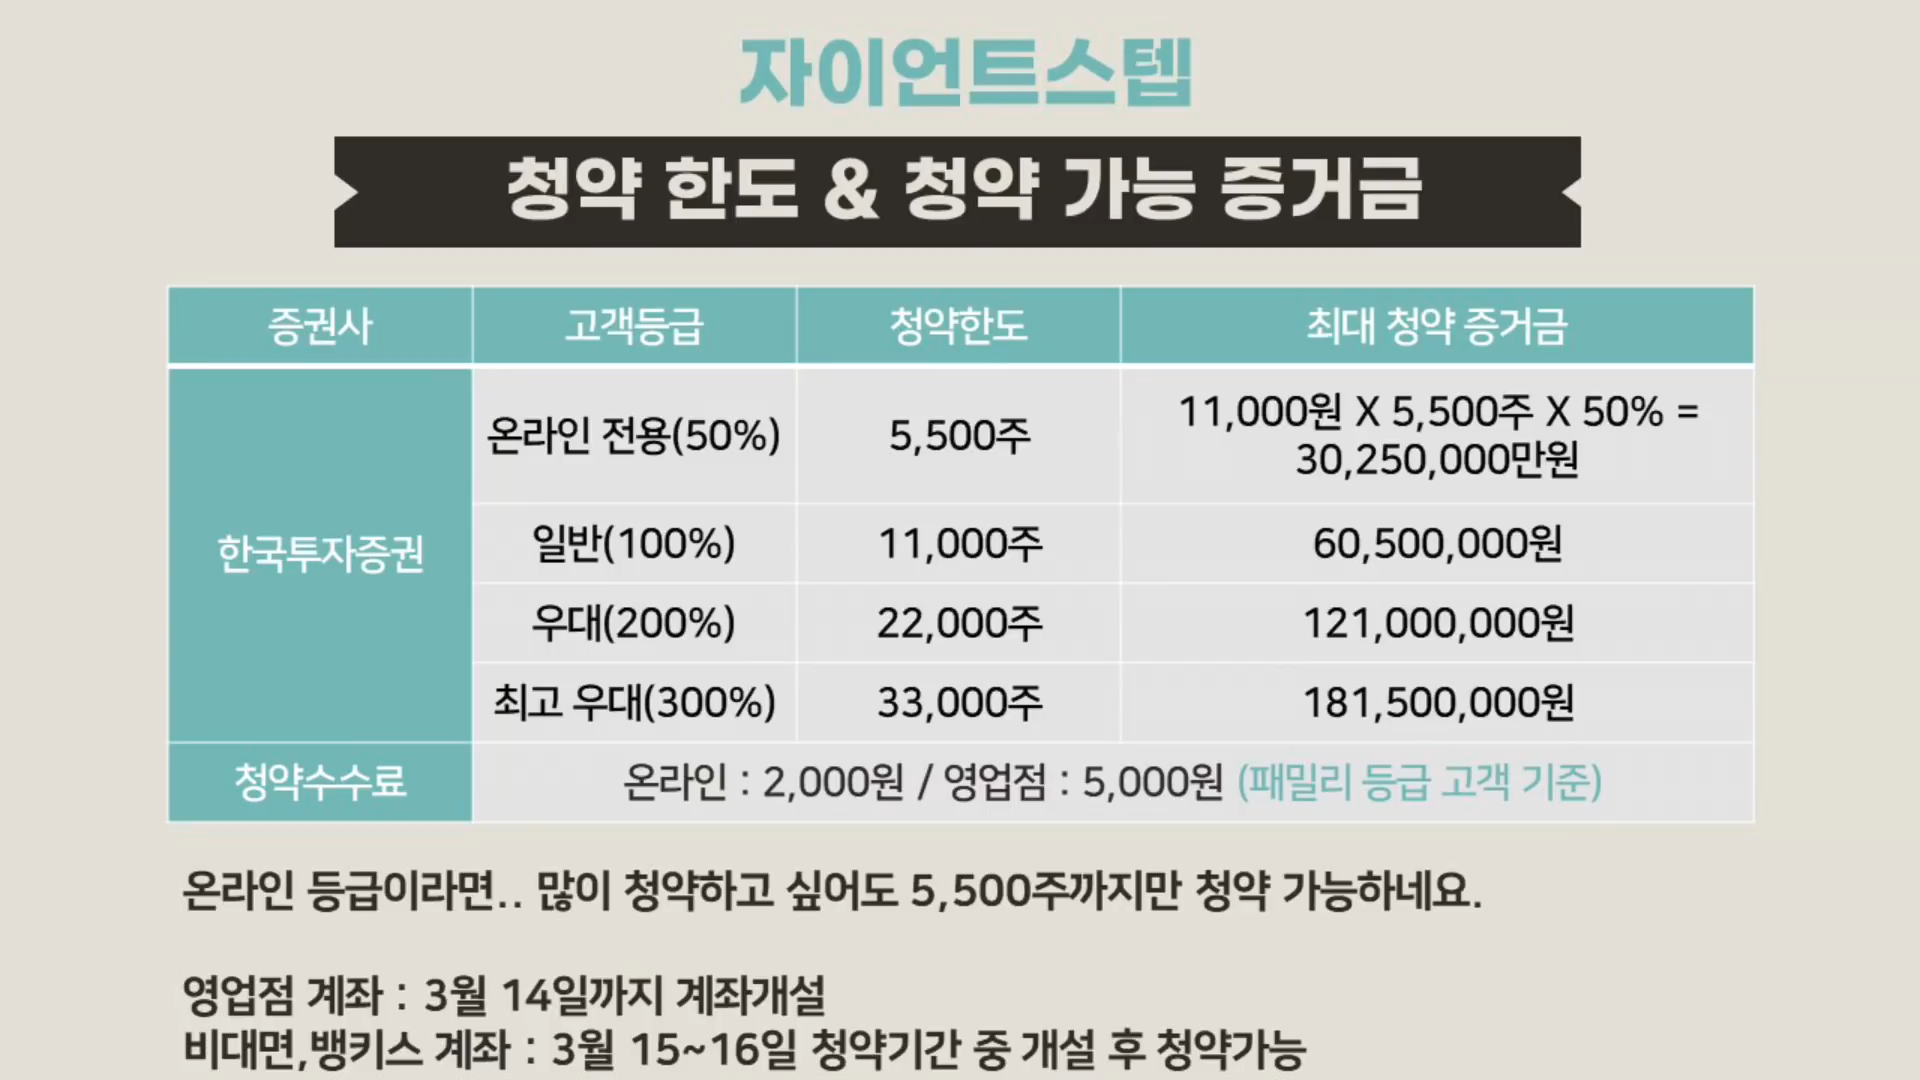 자이언트스텝
청약 한도 & 청약 가능 증거금
증권사 고객등급 청약한도 최대 청약 증거금
한국투자증권
온라인 전용(50%) 5,500주 11,000원 X 5,500주 X 50% =
30,250,000만원
일반(100%) 11,000주 60,500,000원
우대(200%) 22,000주 121,000,000원
최고 우대(300%) 33,000주 181,500,000원
청약수수료 온라인 : 2,000원 / 영업점 : 5,000원 (패밀리 등급 고객 기준)
온라인 등급이라면.. 많이 청약하고 싶어도 5,500주까지만 청약 가능하네요.
영업점 계좌 : 3월 14일까지 계좌개설
비대면,뱅키스 계좌 : 3월 15~16일 청약기간 중 개설 후 청약가능